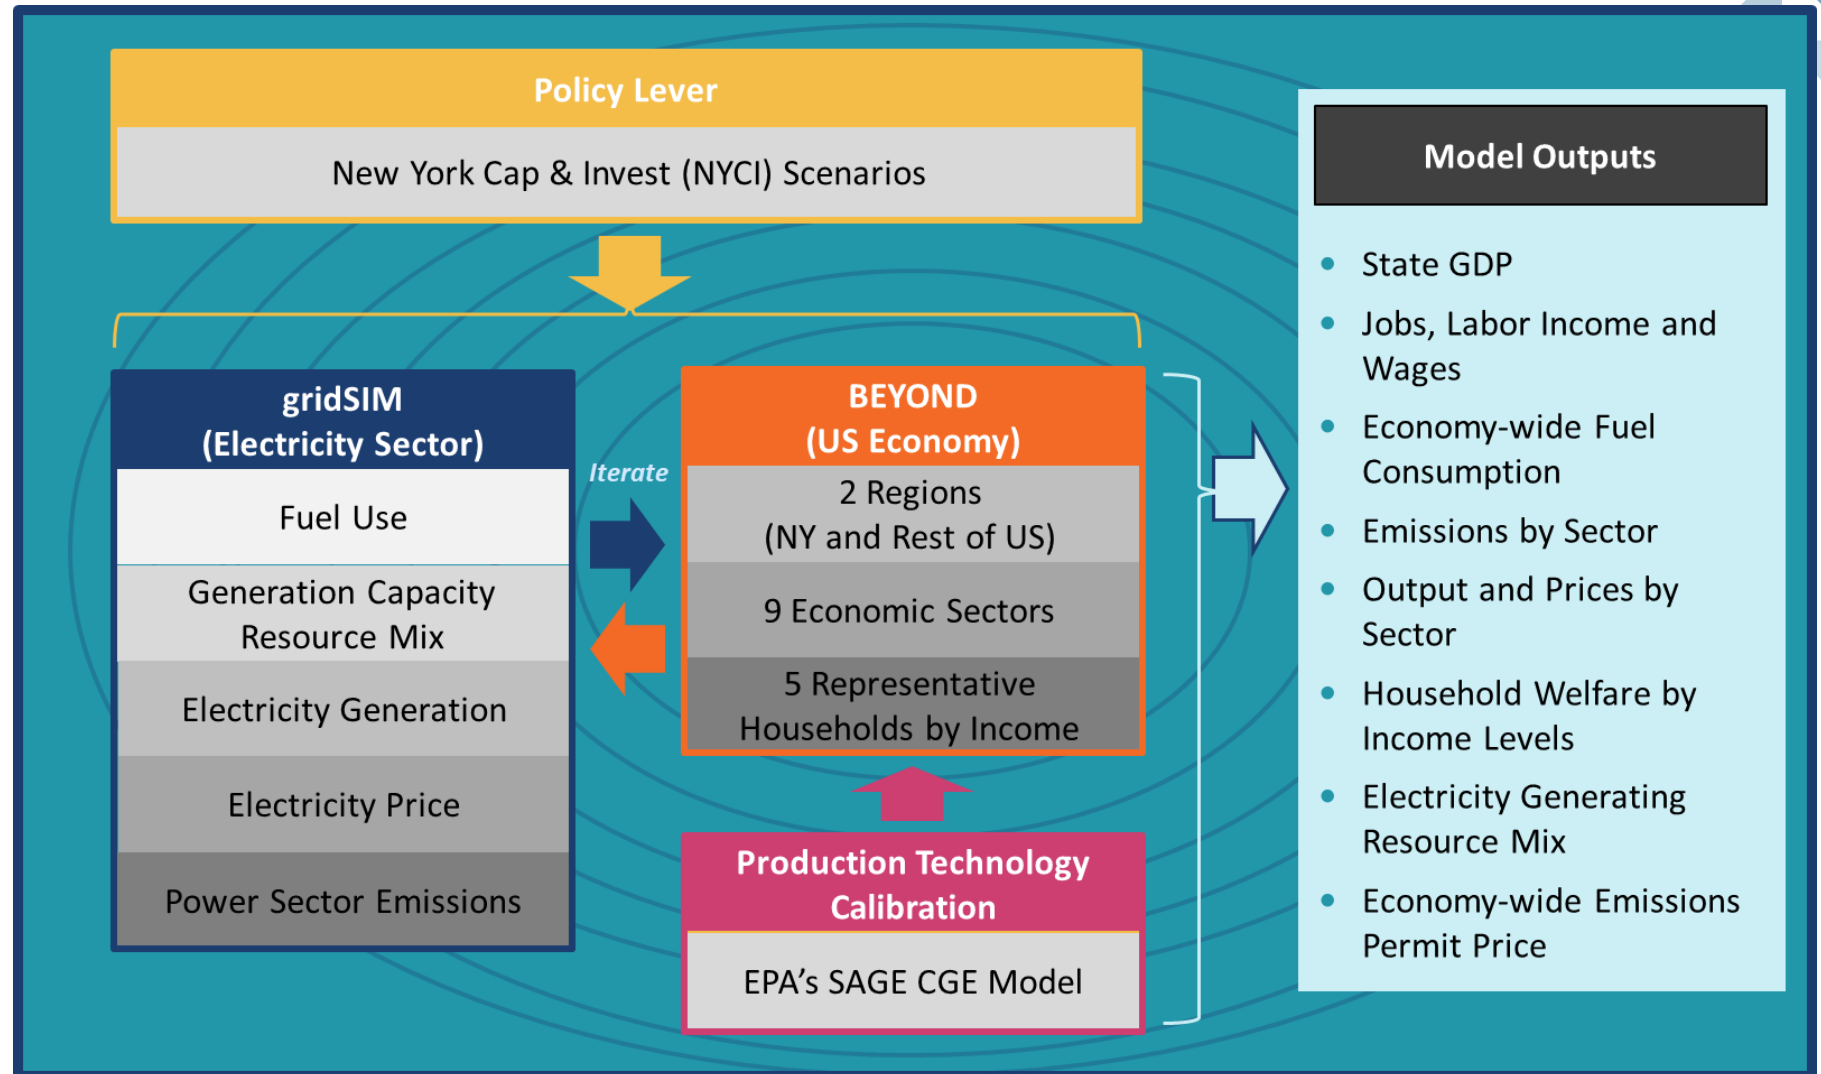 Policy Lever
New York Cap & Invest (NYCI) Scenarios
gridSIM
(Electricity Sector)
Fuel Use
Generation Capacity
Resource Mix
Electricity Generation
Electricity Price
Power Sector Emissions
Iterate
BEYOND
(US Economy)
2 Regions
(NY and Rest of US)
9 Economic Sectors
5 Representative
Households by Income
Production Technology
Calibration
EPA’s SAGE CGE Model
Model Outputs
• State GDP
• Jobs, Labor Income and
Wages
• Economy-wide Fuel
Consumption
• Emissions by Sector
• Output and Prices by
Sector
• Household Welfare by
Income Levels
• Electricity Generating
Resource Mix
• Economy-wide Emissions
Permit Price